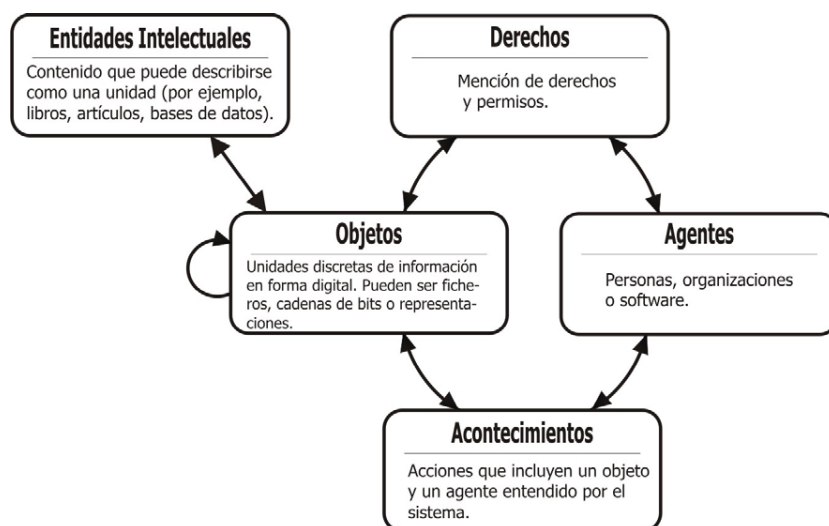 Entidades Intelectuales
Contenido que puede describirse
como una unidad (por ejemplo,
libros, artículos, bases de datos).
Derechos
Mención de derechos
y permisos.
Objetos
Unidades discretas de información
en forma digital. Pueden ser fiche-
ros, cadenas de bits o representa-
ciones.
Agentes
Personas, organizaciones
o software.
Acontecimientos
Acciones que incluyen un objeto
y un agente entendido por el
sistema.